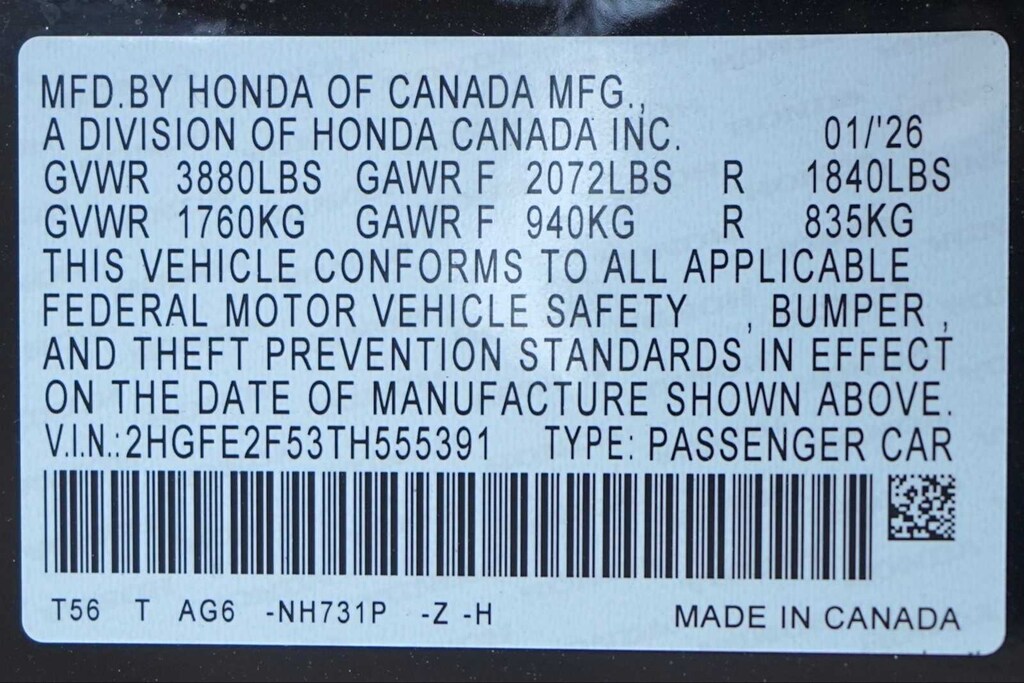 MFD.BY HONDA OF CANADA MFG.,
A DIVISION OF HONDA CANADA INC. 01/'26
GVWR 3880LBS GAWR F 2072LBS R 1840LBS
GVWR 1760KG GAWR F 940KG R 835KG
THIS VEHICLE CONFORMS TO ALL APPLICABLE
FEDERAL MOTOR VEHICLE SAFETY , BUMPER ,
AND THEFT PREVENTION STANDARDS IN EFFECT
ON THE DATE OF MANUFACTURE SHOWN ABOVE.
V.I.N.:2HGFE2F53TH555391 TYPE: PASSENGER CAR
T56 T AG6 -NH731P -Z -H MADE IN CANADA